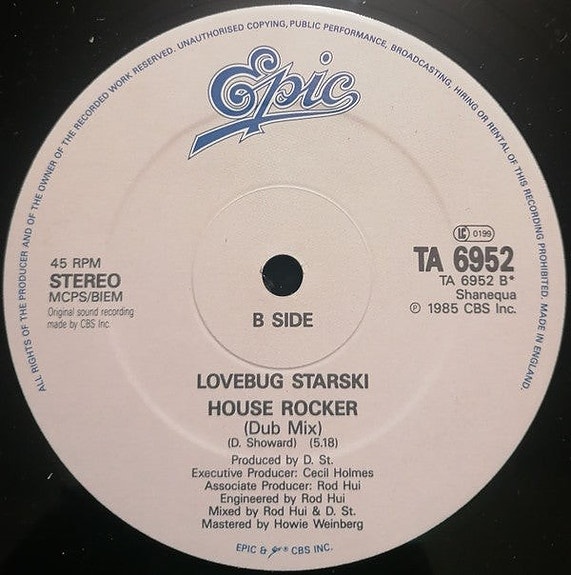 ALL RIGHTS OF THE PRODUCER AND OF THE OWNER OF THE RECORDED WORK RESERVED. UNAUTHORISED COPYING, PUBLIC PERFORMANCE, BROADCASTING, HIRING OR RENTAL OF THIS RECORDING PROHIBITED. MADE IN ENGLAND.
Epic
45 RPM
STEREO
MCPS/BIEM
Original sound recording
made by CBS Inc.
LC 0199
TA 6952
TA 6952 B*
Shanequa
℗ 1985 CBS Inc.
B SIDE
LOVEBUG STARSKI
HOUSE ROCKER
(Dub Mix)
(D. Showard) (5.18)
Produced by D. St.
Executive Producer: Cecil Holmes
Associate Producer: Rod Hui
Engineered by Rod Hui
Mixed by Rod Hui & D. St.
Mastered by Howie Weinberg
EPIC & Epic ® CBS INC.